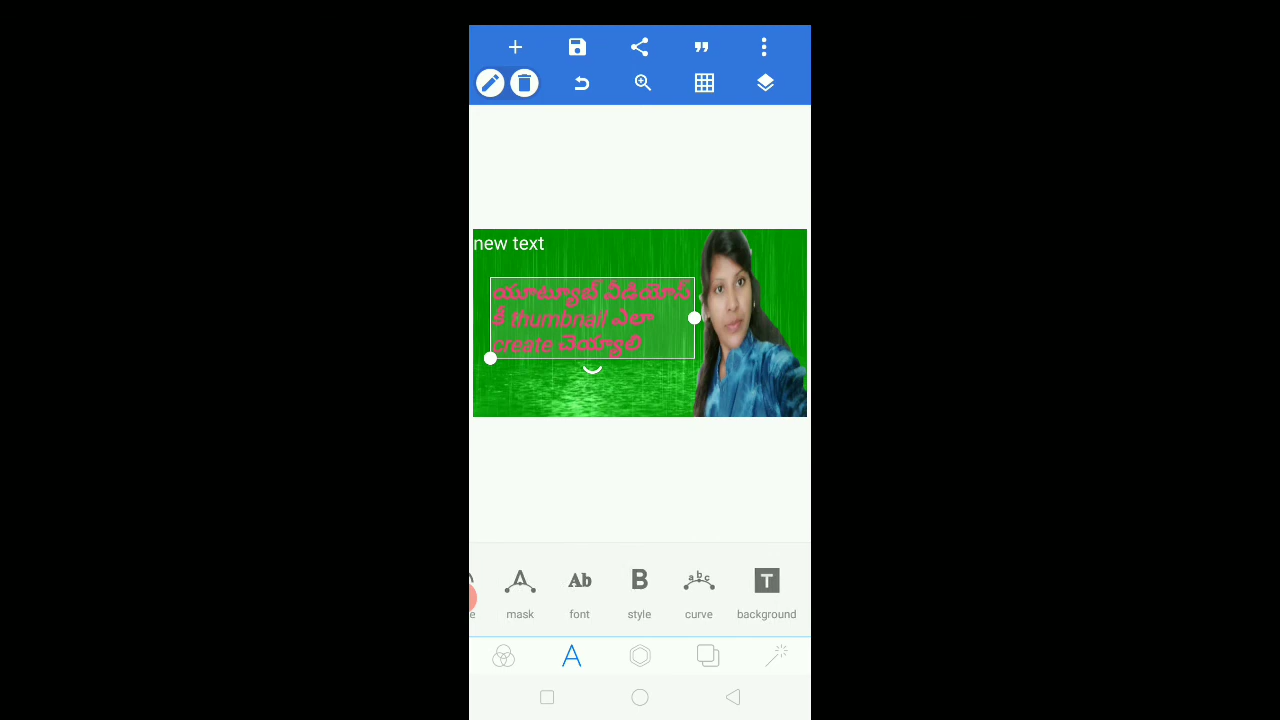 new text
యూట్యూబ్ వీడియోస్
కి thumbnail ఎలా
create చెయ్యాలి
e mask font style curve background